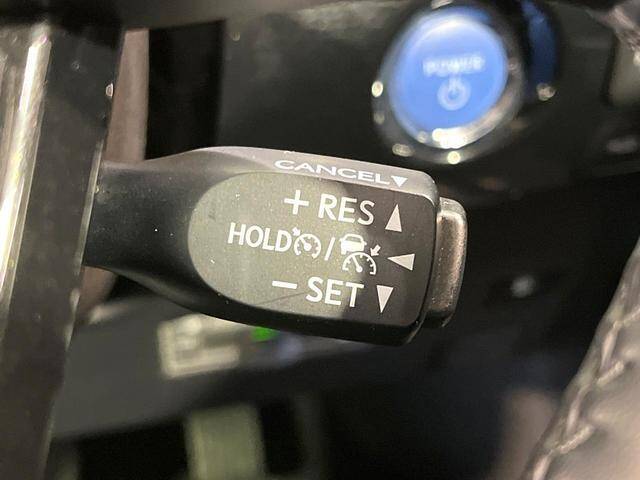 POWER
CANCEL▼
+ RES ▲
HOLD / ◀
− SET ▼